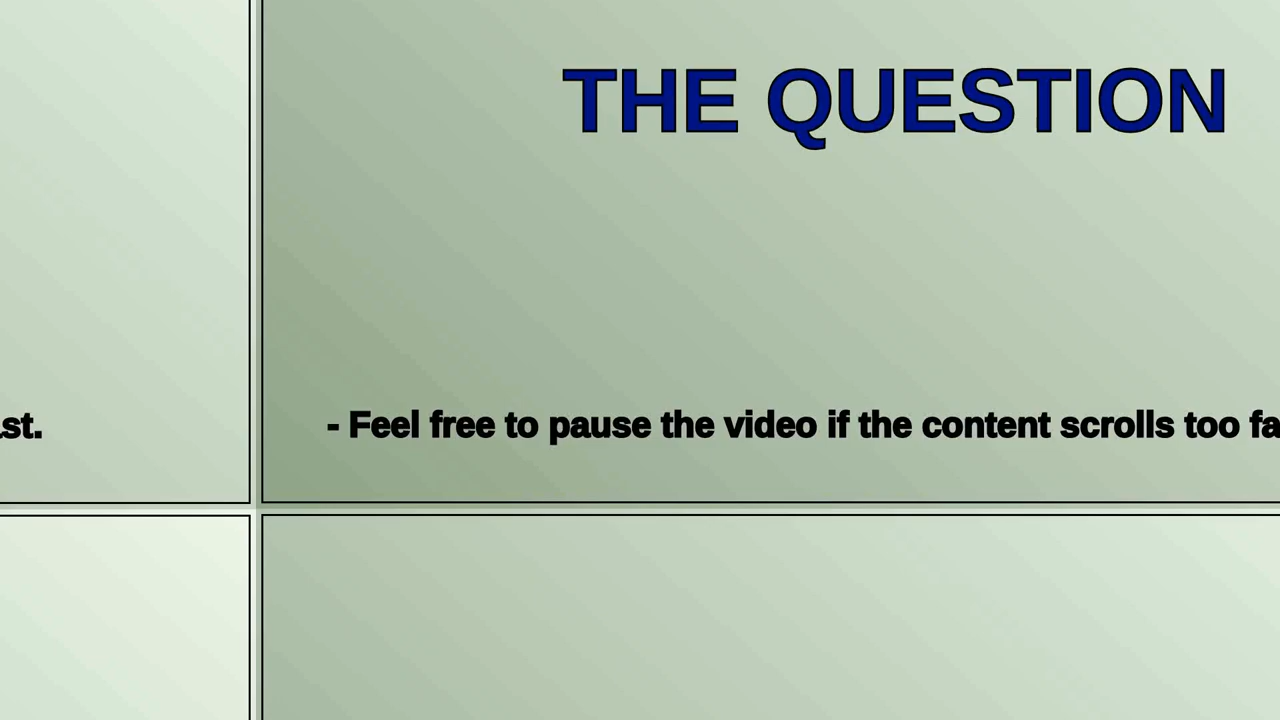 THE QUESTION
- Feel free to pause the video if the content scrolls too fa
st.